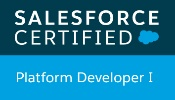 SALESFORCE
CERTIFIED
Platform Developer I